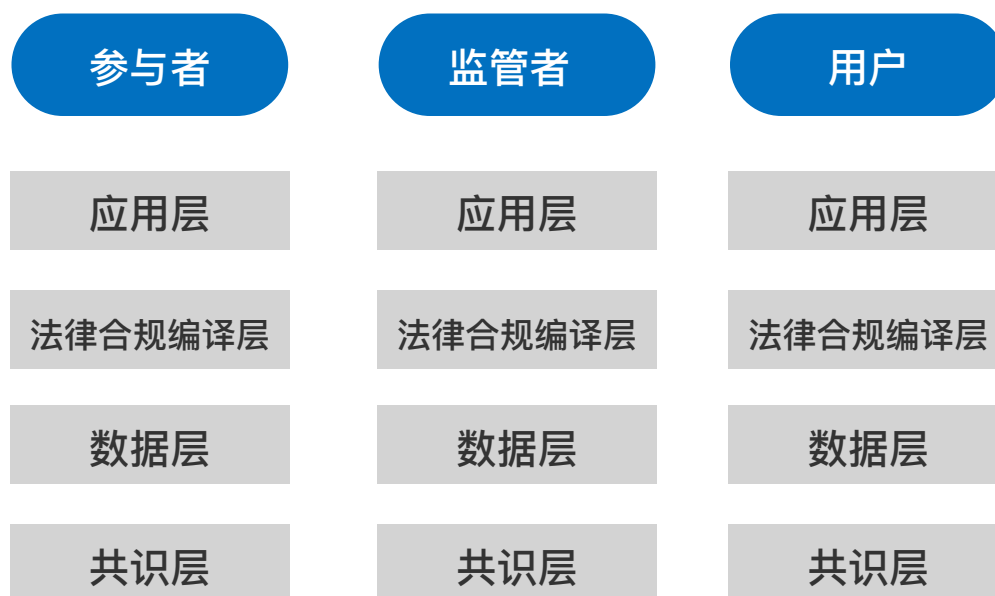 参与者 监管者 用户
应用层 应用层 应用层
法律合规编译层 法律合规编译层 法律合规编译层
数据层 数据层 数据层
共识层 共识层 共识层